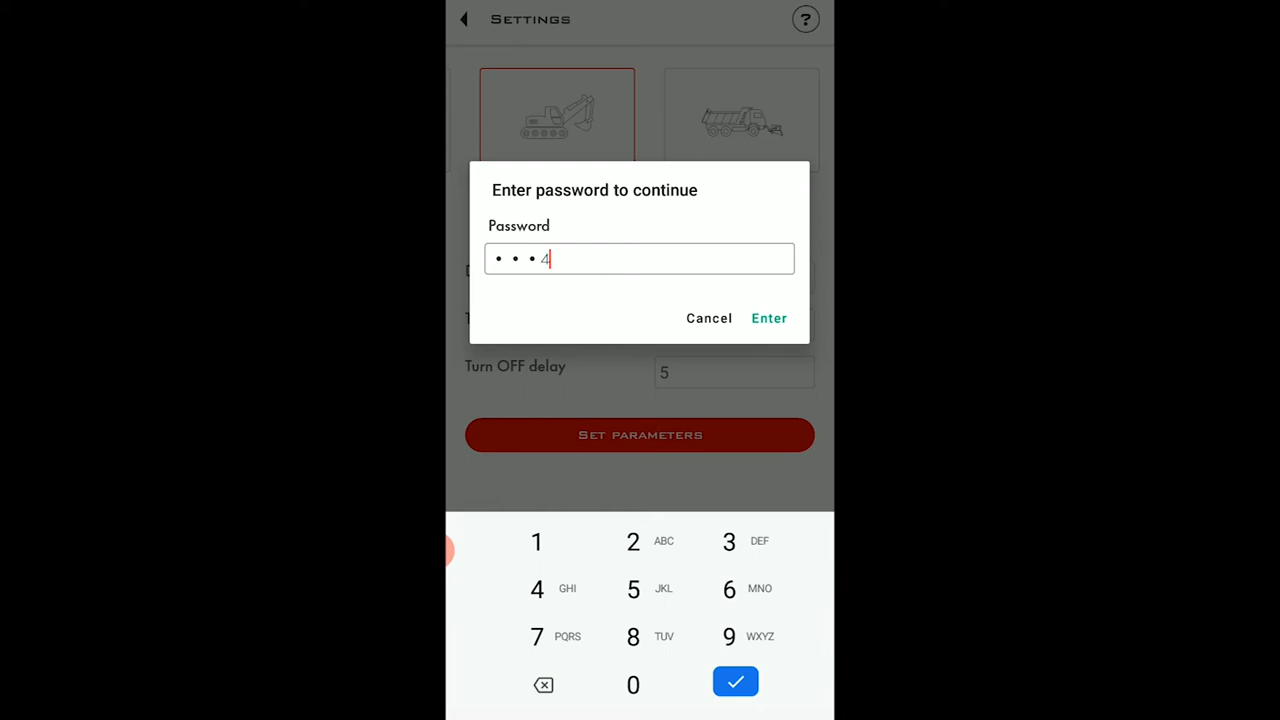 SETTINGS
?
Enter password to continue
Password
• • • 4
Cancel Enter
Turn OFF delay
5
SET PARAMETERS
1 2 ABC 3 DEF
4 GHI 5 JKL 6 MNO
7 PQRS 8 TUV 9 WXYZ
0